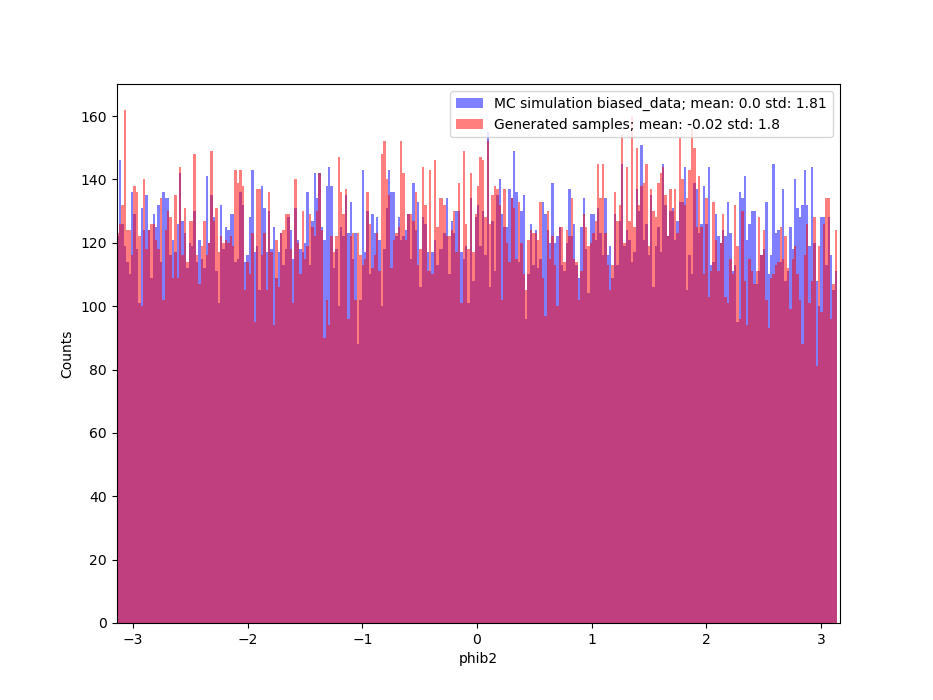 MC simulation biased_data; mean: 0.0 std: 1.81
Generated samples; mean: -0.02 std: 1.8
160
140
120
100
80
60
40
20
0
Counts
−3 −2 −1 0 1 2 3
phib2